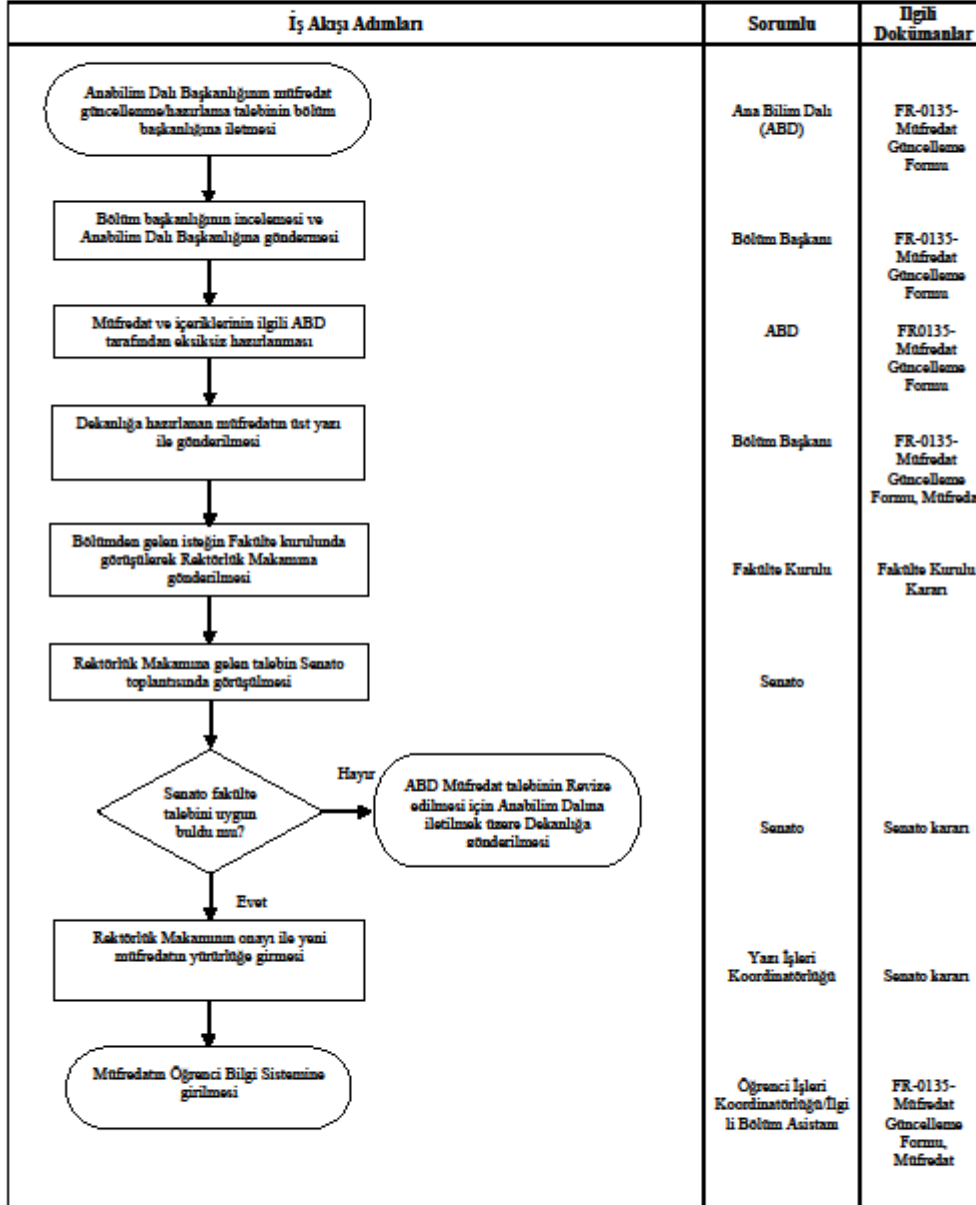 İş Akışı Adımları
Sorumlu
İlgili
Dokümanlar
Anabilim Dalı Başkanlığının müfredat
güncellenme/hazırlama talebinin bölüm
başkanlığına iletmesi
Ana Bilim Dalı
(ABD)
FR-0135-
Müfredat
Güncelleme
Formu
Bölüm başkanlığının incelemesi ve
Anabilim Dalı Başkanlığına göndermesi
Bölüm Başkanı
FR-0135-
Müfredat
Güncelleme
Formu
Müfredat ve içeriklerinin ilgili ABD
tarafından eksiksiz hazırlanması
ABD
FR0135-
Müfredat
Güncelleme
Formu
Dekanlığa hazırlanan müfredatın üst yazı
ile gönderilmesi
Bölüm Başkanı
FR-0135-
Müfredat
Güncelleme
Formu, Müfreda
Bölümden gelen isteğin Fakülte kurulunda
görüşülerek Rektörlük Makamına
gönderilmesi
Fakülte Kurulu
Fakülte Kurulu
Kararı
Rektörlük Makamına gelen talebin Senato
toplantısında görüşülmesi
Senato
Senato fakülte
talebini uygun
buldu mu?
Hayır
ABD Müfredat talebinin Revize
edilmesi için Anabilim Dalına
iletilmek üzere Dekanlığa
gönderilmesi
Senato
Senato kararı
Evet
Rektörlük Makamının onayı ile yeni
müfredatın yürürlüğe girmesi
Yazı İşleri
Koordinatörlüğü
Senato kararı
Müfredatın Öğrenci Bilgi Sistemine
girilmesi
Öğrenci İşleri
Koordinatörlüğü/İlgi
li Bölüm Asistanı
FR-0135-
Müfredat
Güncelleme
Formu,
Müfredat